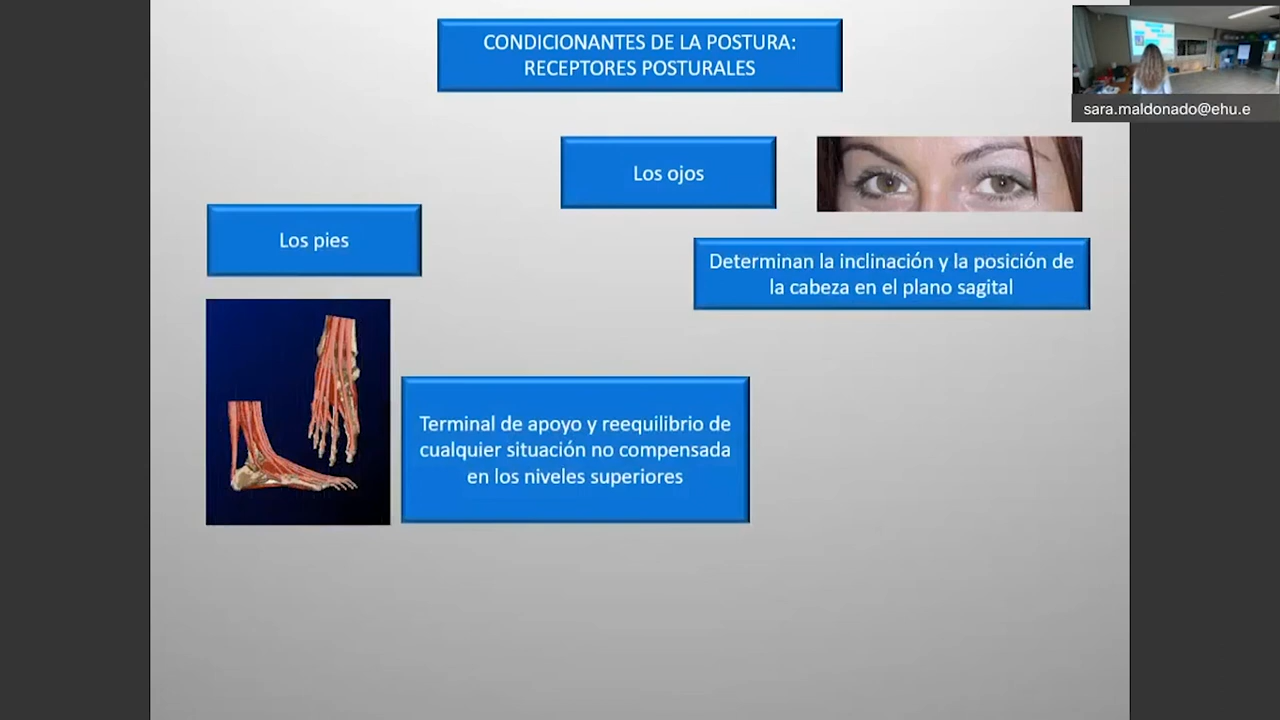 CONDICIONANTES DE LA POSTURA:
RECEPTORES POSTURALES
sara.maldonado@ehu.e
Los ojos
Los pies
Determinan la inclinación y la posición de
la cabeza en el plano sagital
Terminal de apoyo y reequilibrio de
cualquier situación no compensada
en los niveles superiores